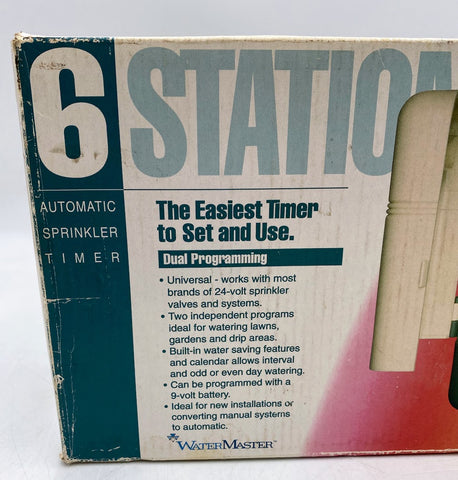 6 STATIO
AUTOMATIC
SPRINKLER
TIMER
The Easiest Timer
to Set and Use.
Dual Programming
• Universal - works with most
brands of 24-volt sprinkler
valves and systems.
• Two independent programs
ideal for watering lawns,
gardens and drip areas.
• Built-in water saving features
and calendar allows interval
and odd or even day watering.
• Can be programmed with a
9-volt battery.
• Ideal for new installations or
converting manual systems
to automatic.
WATERMASTER™